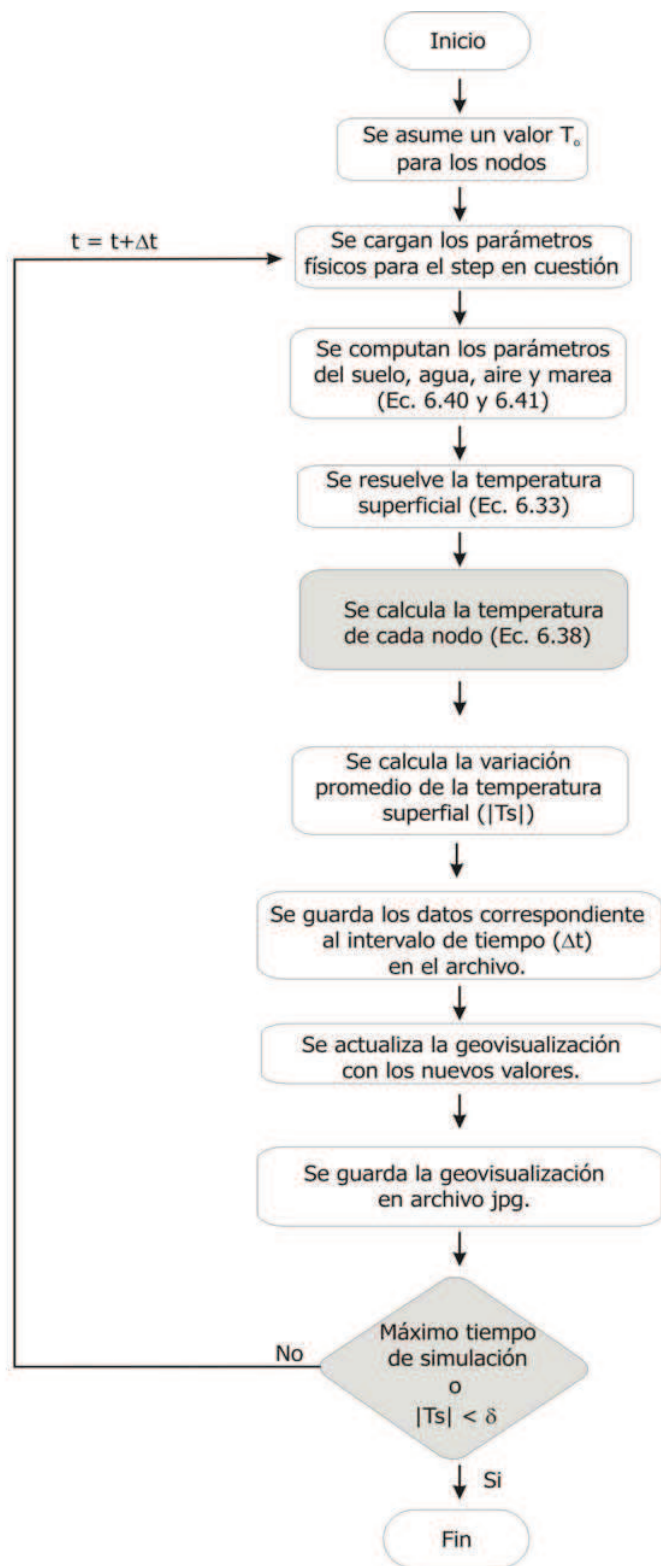 Inicio
Se asume un valor T₀
para los nodos
t = t+Δt
Se cargan los parámetros
físicos para el step en cuestión
Se computan los parámetros
del suelo, agua, aire y marea
(Ec. 6.40 y 6.41)
Se resuelve la temperatura
superficial (Ec. 6.33)
Se calcula la temperatura
de cada nodo (Ec. 6.38)
Se calcula la variación
promedio de la temperatura
superfial (|Ts|)
Se guarda los datos correspondiente
al intervalo de tiempo (Δt)
en el archivo.
Se actualiza la geovisualización
con los nuevos valores.
Se guarda la geovisualización
en archivo jpg.
Máximo tiempo
de simulación
o
|Ts| < δ
No
Si
Fin